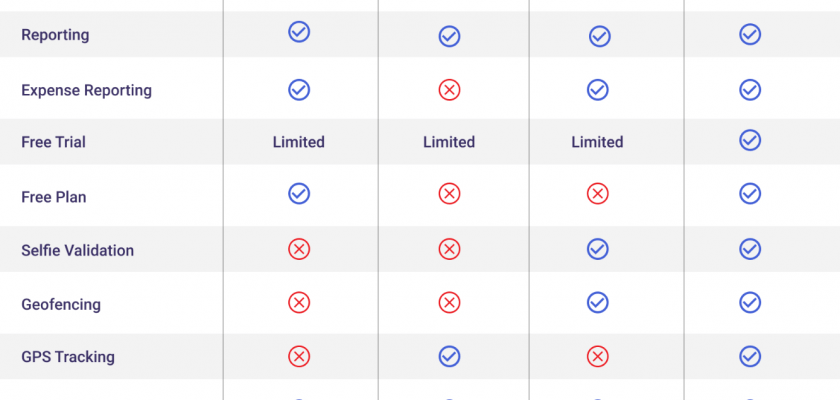 Reporting
Expense Reporting
Free Trial Limited Limited Limited
Free Plan
Selfie Validation
Geofencing
GPS Tracking